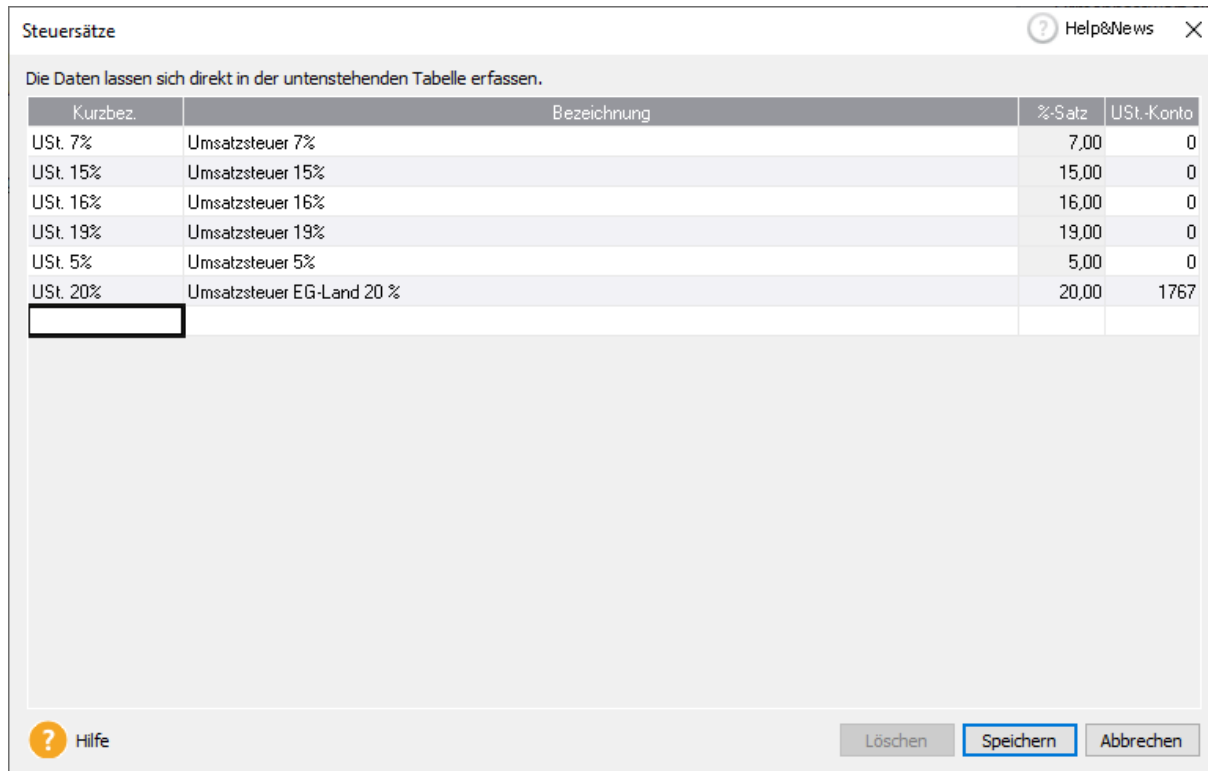 Steuersätze Help&News
Die Daten lassen sich direkt in der untenstehenden Tabelle erfassen.
Kurzbez. Bezeichnung %-Satz USt.-Konto
USt. 7% Umsatzsteuer 7% 7,00 0
USt. 15% Umsatzsteuer 15% 15,00 0
USt. 16% Umsatzsteuer 16% 16,00 0
USt. 19% Umsatzsteuer 19% 19,00 0
USt. 5% Umsatzsteuer 5% 5,00 0
USt. 20% Umsatzsteuer EG-Land 20 % 20,00 1767
? Hilfe Löschen Speichern Abbrechen